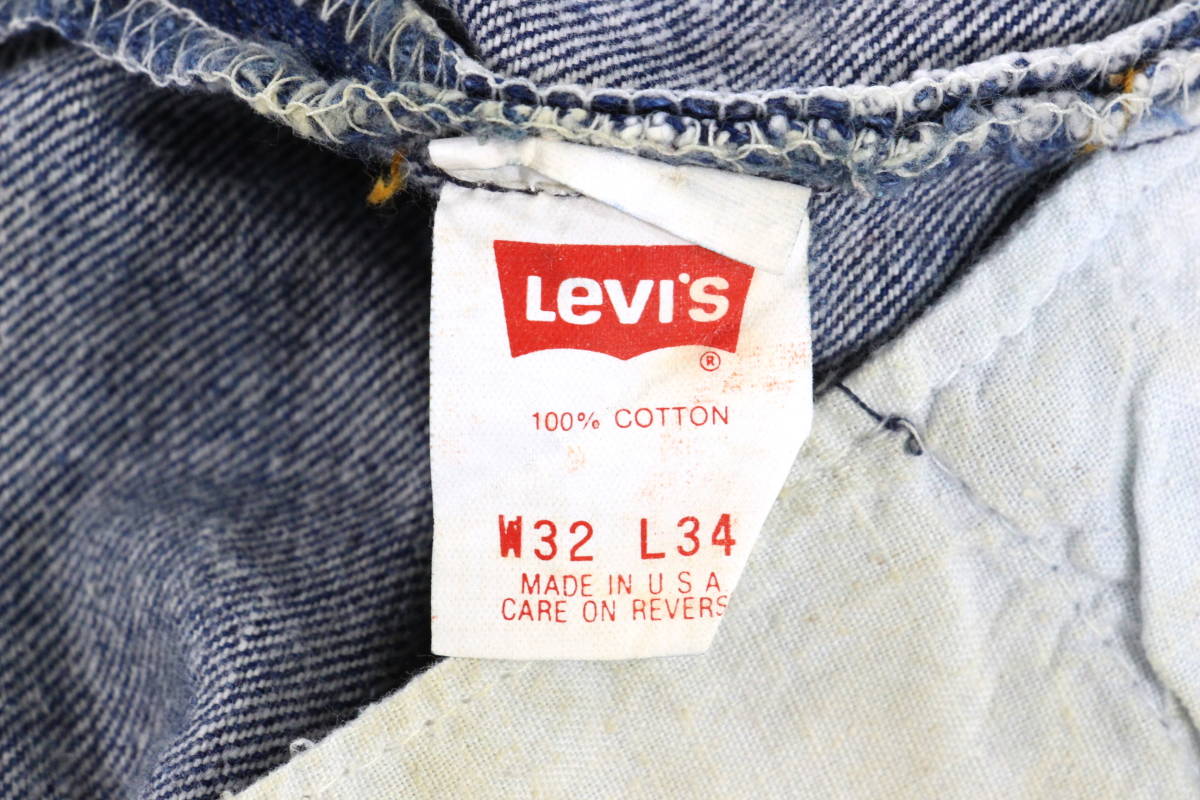 Levi's
®
100% COTTON
W32 L34
MADE IN U S A
CARE ON REVERS